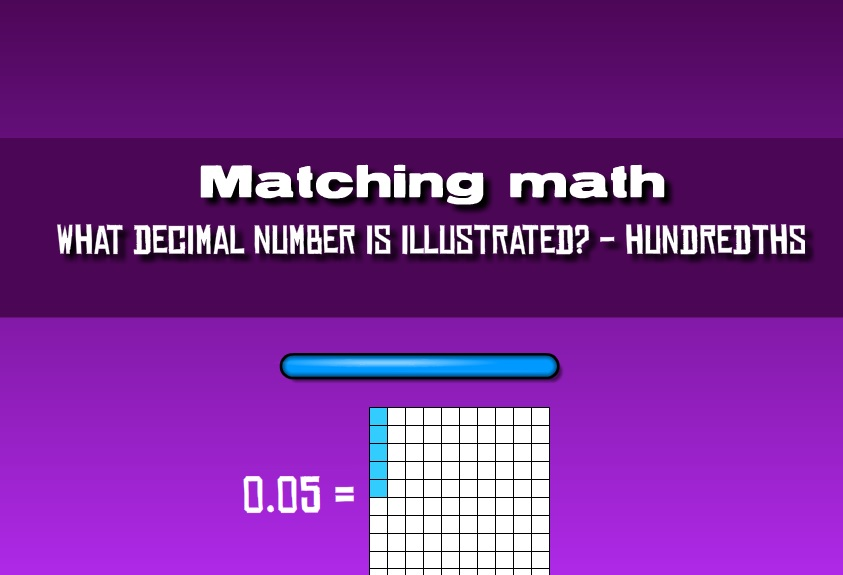 Matching math
WHAT DECIMAL NUMBER IS ILLUSTRATED? - HUNDREDTHS
0.05 =